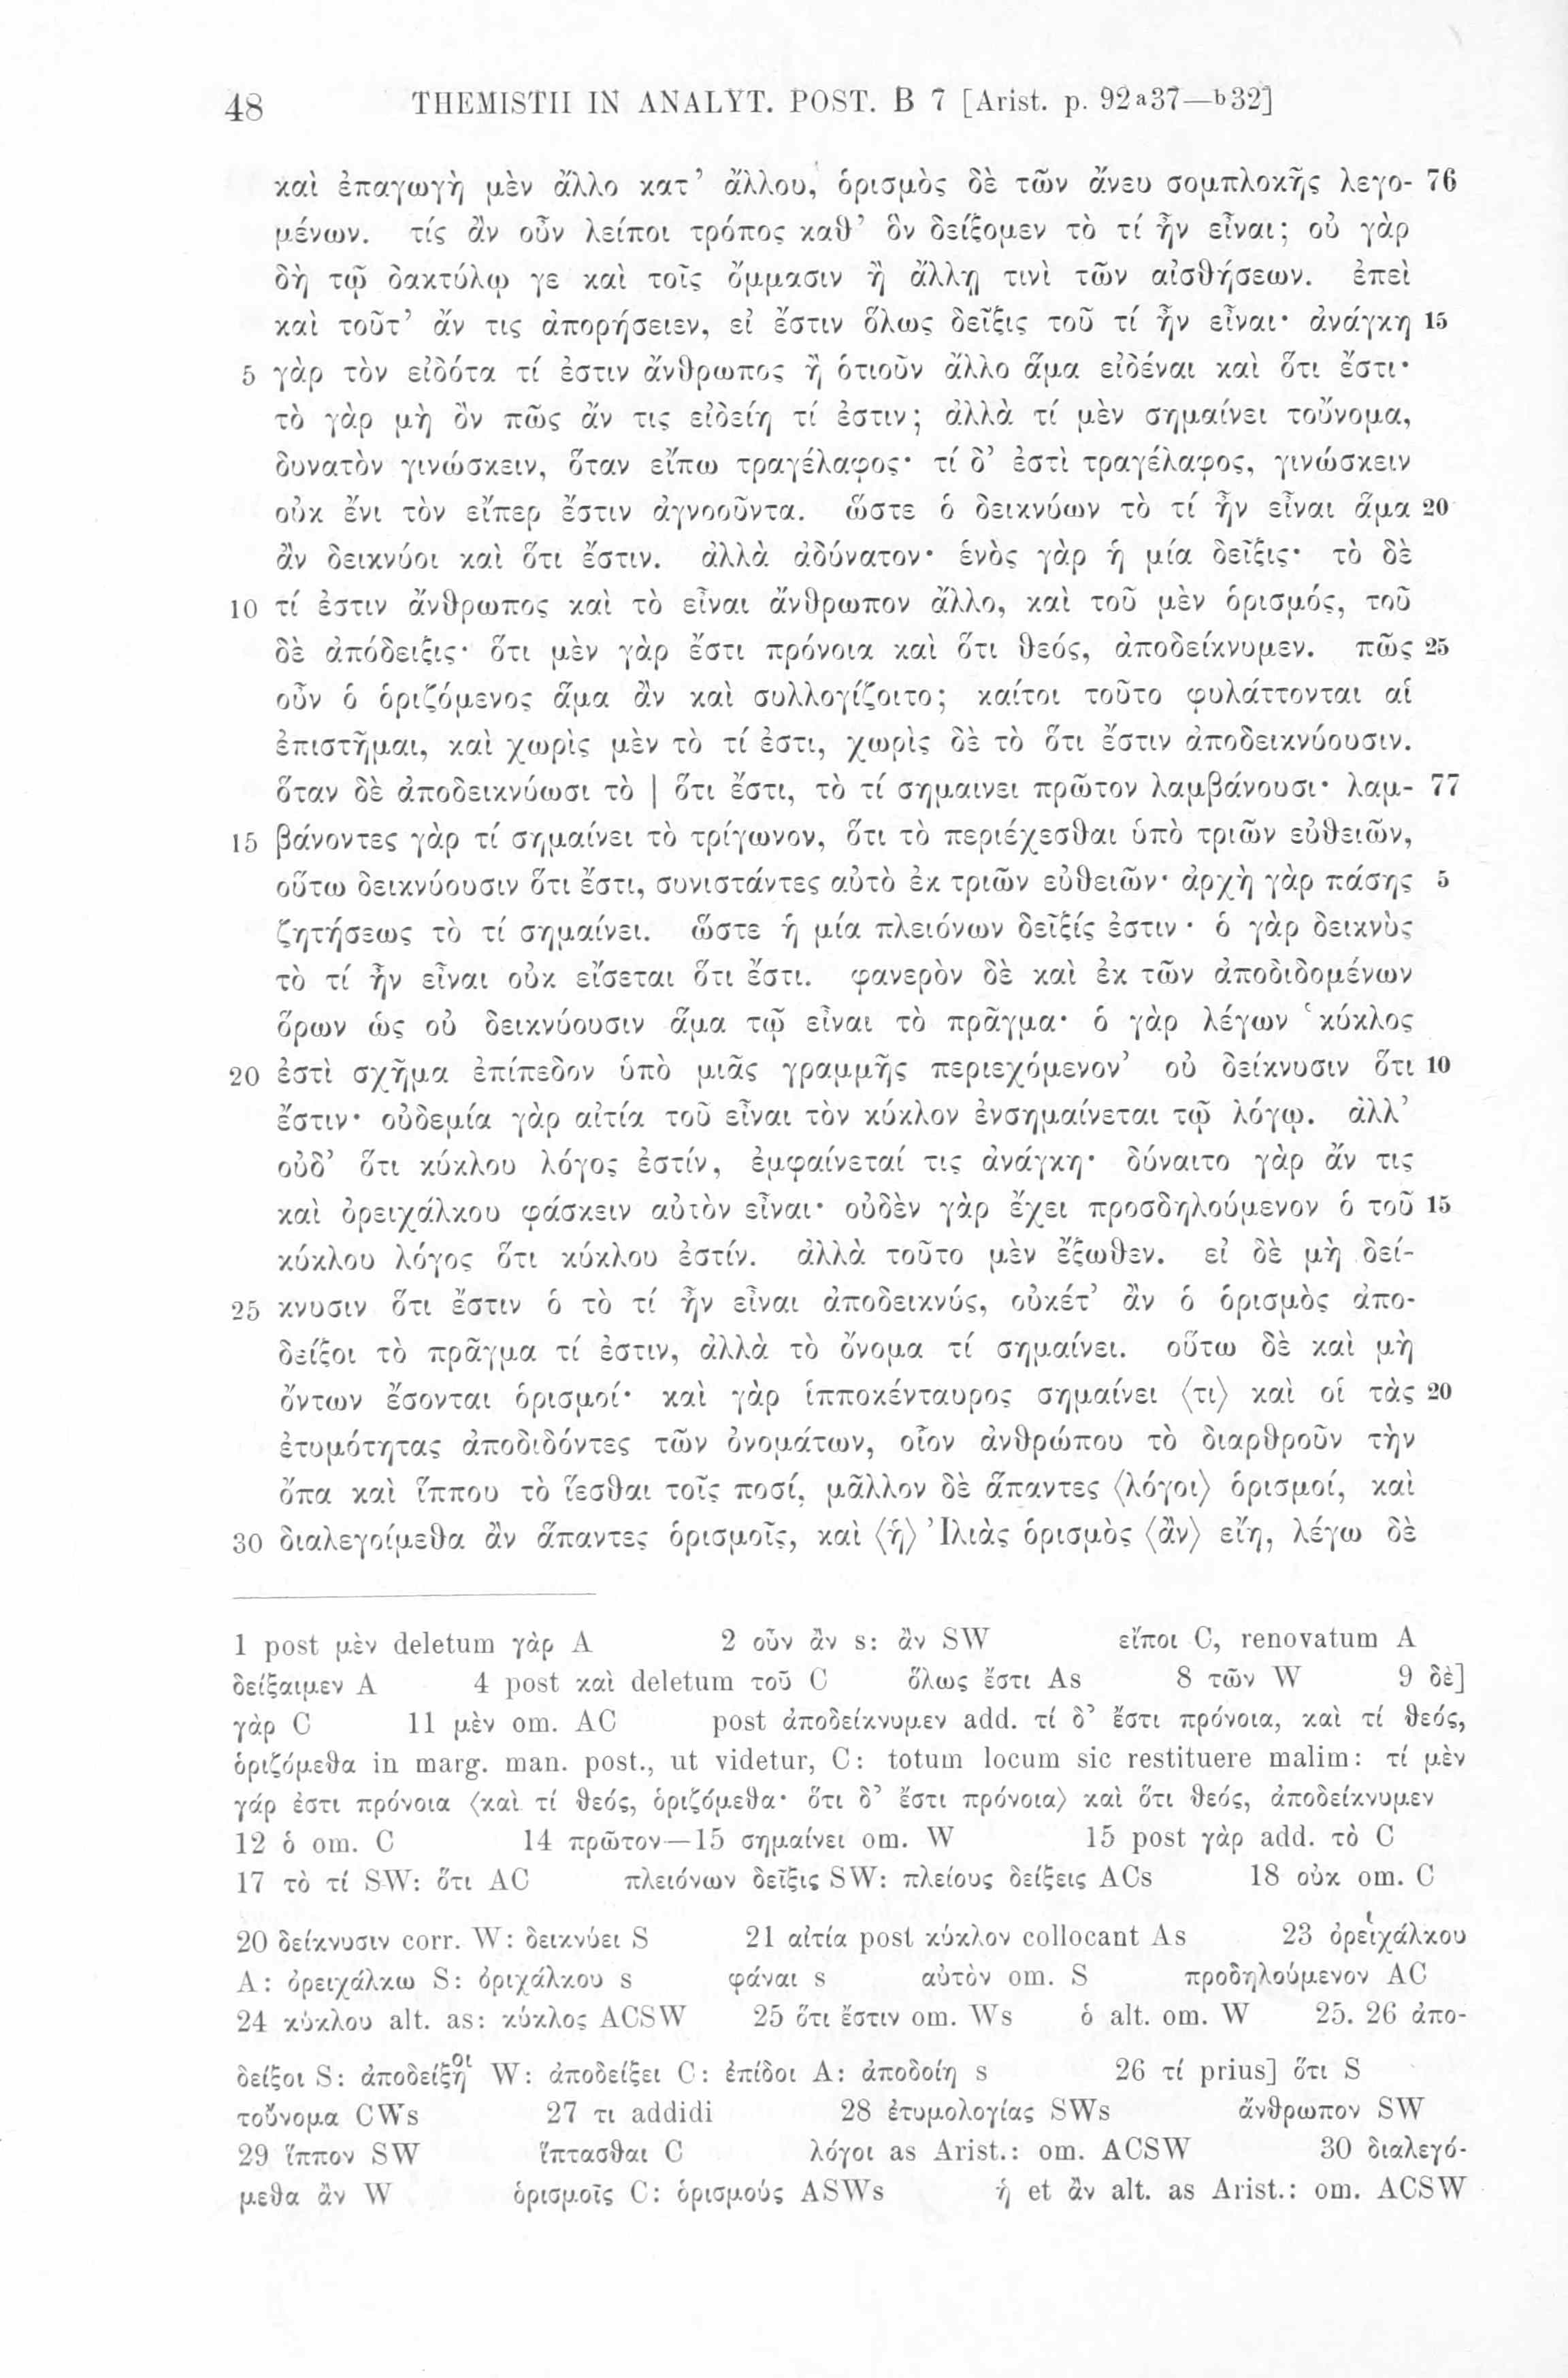 48 THEMISTII IN ANALYT. POST. B 7 [Arist. p. 92a37—b32]
καὶ ἐπαγωγὴ μὲν ἄλλο κατ’ ἄλλου, ὁρισμὸς δὲ τῶν ἄνευ σομπλοκῆς λεγο- 76
μένων. τίς ἂν οὖν λείποι τρόπος καθ’ ὃν δείξομεν τὸ τί ἦν εἶναι; οὐ γὰρ
δὴ τῷ δακτύλῳ γε καὶ τοῖς ὄμμασιν ἢ ἄλλῃ τινὶ τῶν αἰσθήσεων. ἐπεὶ
καὶ τοῦτ’ ἄν τις ἀπορήσειεν, εἰ ἔστιν ὅλως δεῖξις τοῦ τί ἦν εἶναι· ἀνάγκη 15
5 γὰρ τὸν εἰδότα τί ἐστιν ἄνθρωπος ἢ ὁτιοῦν ἄλλο ἅμα εἰδέναι καὶ ὅτι ἔστι·
τὸ γὰρ μὴ ὂν πῶς ἄν τις εἰδείη τί ἐστιν; ἀλλὰ τί μὲν σημαίνει τοὔνομα,
δυνατὸν γινώσκειν, ὅταν εἴπω τραγέλαφος· τί δ’ ἐστὶ τραγέλαφος, γινώσκειν
οὐκ ἔνι τὸν εἴπερ ἔστιν ἀγνοοῦντα. ὥστε ὁ δεικνύων τὸ τί ἦν εἶναι ἅμα 20
ἂν δεικνύοι καὶ ὅτι ἔστιν. ἀλλὰ ἀδύνατον· ἑνὸς γὰρ ἡ μία δεῖξις· τὸ δὲ
10 τί ἐστιν ἄνθρωπος καὶ τὸ εἶναι ἄνθρωπον ἄλλο, καὶ τοῦ μὲν ὁρισμός, τοῦ
δὲ ἀπόδειξις· ὅτι μὲν γὰρ ἔστι πρόνοια καὶ ὅτι θεός, ἀποδείκνυμεν. πῶς 25
οὖν ὁ ὁριζόμενος ἅμα ἂν καὶ συλλογίζοιτο; καίτοι τοῦτο φυλάττονται αἱ
ἐπιστῆμαι, καὶ χωρὶς μὲν τὸ τί ἐστι, χωρὶς δὲ τὸ ὅτι ἔστιν ἀποδεικνύουσιν.
ὅταν δὲ ἀποδεικνύωσι τὸ | ὅτι ἔστι, τὸ τί σημαινει πρῶτον λαμβάνουσι· λαμ- 77
15 βάνοντες γὰρ τί σημαίνει τὸ τρίγωνον, ὅτι τὸ περιέχεσθαι ὑπὸ τριῶν εὐθειῶν,
οὕτω δεικνύουσιν ὅτι ἔστι, συνιστάντες αὐτὸ ἐκ τριῶν εὐθειῶν· ἀρχὴ γὰρ πάσης 5
ζητήσεως τὸ τί σημαίνει. ὥστε ἡ μία πλειόνων δεῖξίς ἐστιν· ὁ γὰρ δεικνὺς
τὸ τί ἦν εἶναι οὐκ εἴσεται ὅτι ἔστι. φανερὸν δὲ καὶ ἐκ τῶν ἀποδιδομένων
ὅρων ὡς οὐ δεικνύουσιν ἅμα τῷ εἶναι τὸ πρᾶγμα· ὁ γὰρ λέγων ‘κύκλος
20 ἐστὶ σχῆμα ἐπίπεδον ὑπὸ μιᾶς γραμμῆς περιεχόμενον’ οὐ δείκνυσιν ὅτι 10
ἔστιν· οὐδεμία γὰρ αἰτία τοῦ εἶναι τὸν κύκλον ἐνσημαίνεται τῷ λόγῳ. ἀλλ’
οὐδ’ ὅτι κύκλου λόγος ἐστίν, ἐμφαίνεταί τις ἀνάγκη· δύναιτο γὰρ ἄν τις
καὶ ὀρειχάλκου φάσκειν αὐτὸν εἶναι· οὐδὲν γὰρ ἔχει προσδηλούμενον ὁ τοῦ 15
κύκλου λόγος ὅτι κύκλου ἐστίν. ἀλλὰ τοῦτο μὲν ἔξωθεν. εἰ δὲ μὴ δεί-
25 κνυσιν ὅτι ἔστιν ὁ τὸ τί ἦν εἶναι ἀποδεικνύς, οὐκέτ’ ἂν ὁ ὁρισμὸς ἀπο-
δείξοι τὸ πρᾶγμα τί ἐστιν, ἀλλὰ τὸ ὄνομα τί σημαίνει. οὕτω δὲ καὶ μὴ
ὄντων ἔσονται ὁρισμοί· καὶ γὰρ ἱπποκένταυρος σημαίνει ⟨τι⟩ καὶ οἱ τὰς 20
ἐτυμότητας ἀποδιδόντες τῶν ὀνομάτων, οἷον ἀνθρώπου τὸ διαρθροῦν τὴν
ὄπα καὶ ἵππου τὸ ἵεσθαι τοῖς ποσί, μᾶλλον δὲ ἅπαντες ⟨λόγοι⟩ ὁρισμοί, καὶ
30 διαλεγοίμεθα ἂν ἅπαντες ὁρισμοῖς, καὶ ⟨ἡ⟩ Ἰλιὰς ὁρισμὸς ⟨ἂν⟩ εἴη, λέγω δὲ
1 post μὲν deletum γὰρ A 2 οὖν ἂν s: ἂν SW εἴποι C, renovatum A
δείξαιμεν A 4 post καὶ deletum τοῦ C ὅλως ἔστι As 8 τῶν W 9 δὲ]
γὰρ C 11 μὲν om. AC post ἀποδείκνυμεν add. τί δ’ ἔστι πρόνοια, καὶ τί θεός,
ὁριζόμεθα in marg. man. post., ut videtur, C: totum locum sic restituere malim: τί μὲν
γάρ ἐστι πρόνοια ⟨καὶ τί θεός, ὁριζόμεθα· ὅτι δ’ ἔστι πρόνοια⟩ καὶ ὅτι θεός, ἀποδείκνυμεν
12 ὁ om. C 14 πρῶτον—15 σημαίνει om. W 15 post γὰρ add. τὸ C
17 τὸ τί SW: ὅτι AC πλειόνων δεῖξις SW: πλείους δείξεις ACs 18 οὐκ om. C
20 δείκνυσιν corr. W: δεικνύει S 21 αἰτία post κύκλον collocant As 23 ὀρειχάλκου
A: ὀρειχάλκω S: ὀριχάλκου s φάναι s αὐτὸν om. S προδηλούμενον AC
24 κύκλου alt. as: κύκλος ACSW 25 ὅτι ἔστιν om. Ws ὁ alt. om. W 25. 26 ἀπο-
δείξοι S: ἀποδείξηοι W: ἀποδείξει C: ἐπίδοι A: ἀποδοίη s 26 τί prius] ὅτι S
τοὔνομα CWs 27 τι addidi 28 ἐτυμολογίας SWs ἄνθρωπον SW
29 ἵππον SW ἵπτασθαι C λόγοι as Arist.: om. ACSW 30 διαλεγό-
μεθα ἂν W ὁρισμοῖς C: ὁρισμούς ASWs ἡ et ἂν alt. as Arist.: om. ACSW